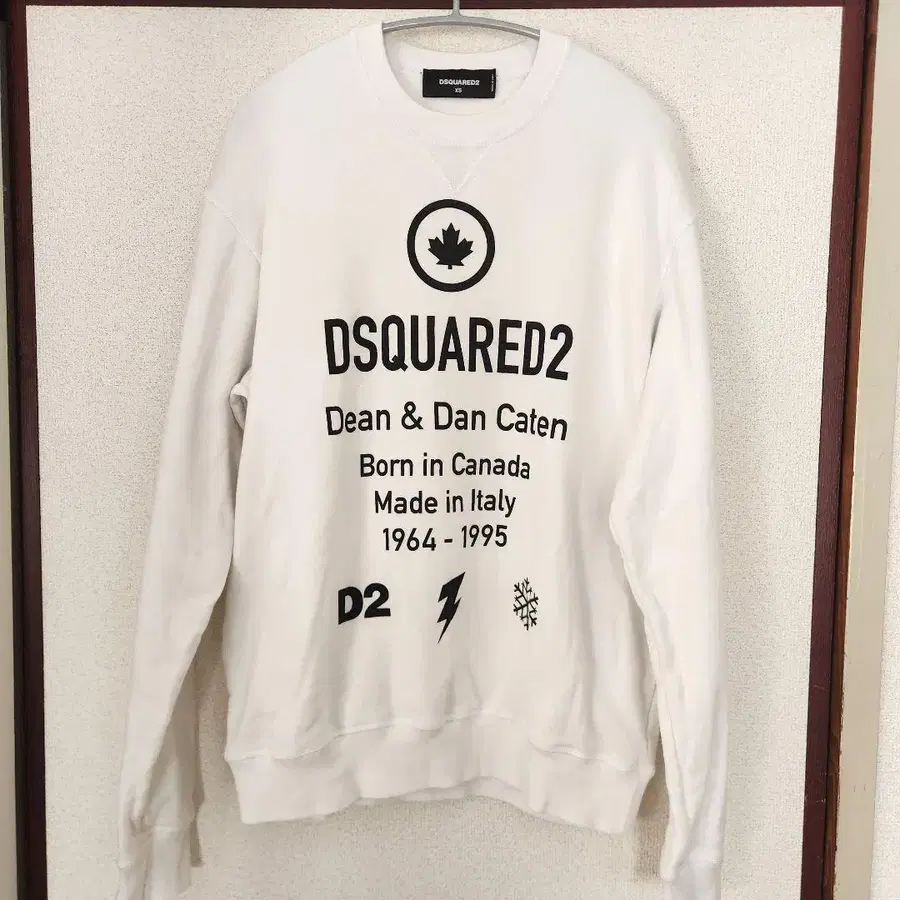 DSQUARED2
XS
DSQUARED2
Dean & Dan Caten
Born in Canada
Made in Italy
1964 - 1995
D2